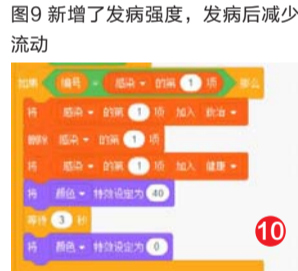 图9 新增了发病强度，发病后减少
流动
如果 编号 = 感染 的第 1 项 那么
将 感染 的第 1 项 加入 救治
删除 感染 的第 1 项
将 感染 的第 1 项 加入 健康
将 颜色 特效设定为 40
等待 3 秒
将 颜色 特效设定为 0
10